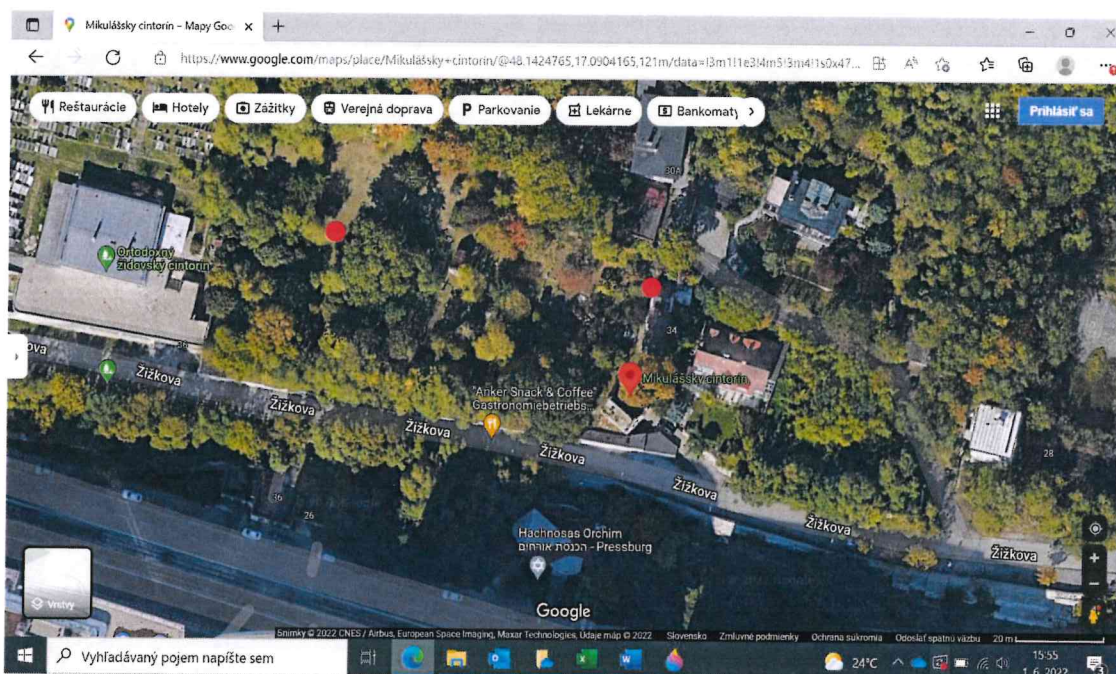 Mikulášsky cintorín – Mapy Goo
https://www.google.com/maps/place/Mikulášsky+cintorín/@48.1424765,17.0904165,121m/data=!3m1!1e3!4m5!3m4!1s0x47...
Reštaurácie
Hotely
Zážitky
Verejná doprava
P Parkovanie
Lekárne
Bankomaty
Prihlásiť sa
30A
Ortodoxný
židovský cintorín
36
34
Žižkova
Mikulášsky cintorín
"Anker Snack & Coffee"
Gastronomiebetriebs...
Žižkova
Žižkova
Žižkova
28
Žižkova
36
26
Žižkova
Hachnosas Orchim
הכנסת אורחים - Pressburg
Žižkova
Vrstvy
Google
Snímky © 2022 CNES / Airbus, European Space Imaging, Maxar Technologies, Údaje máp © 2022 Slovensko Zmluvné podmienky Ochrana súkromia Odoslať spätnú väzbu 20 m
Vyhľadávaný pojem napíšte sem
24°C
15:55
1. 6. 2022